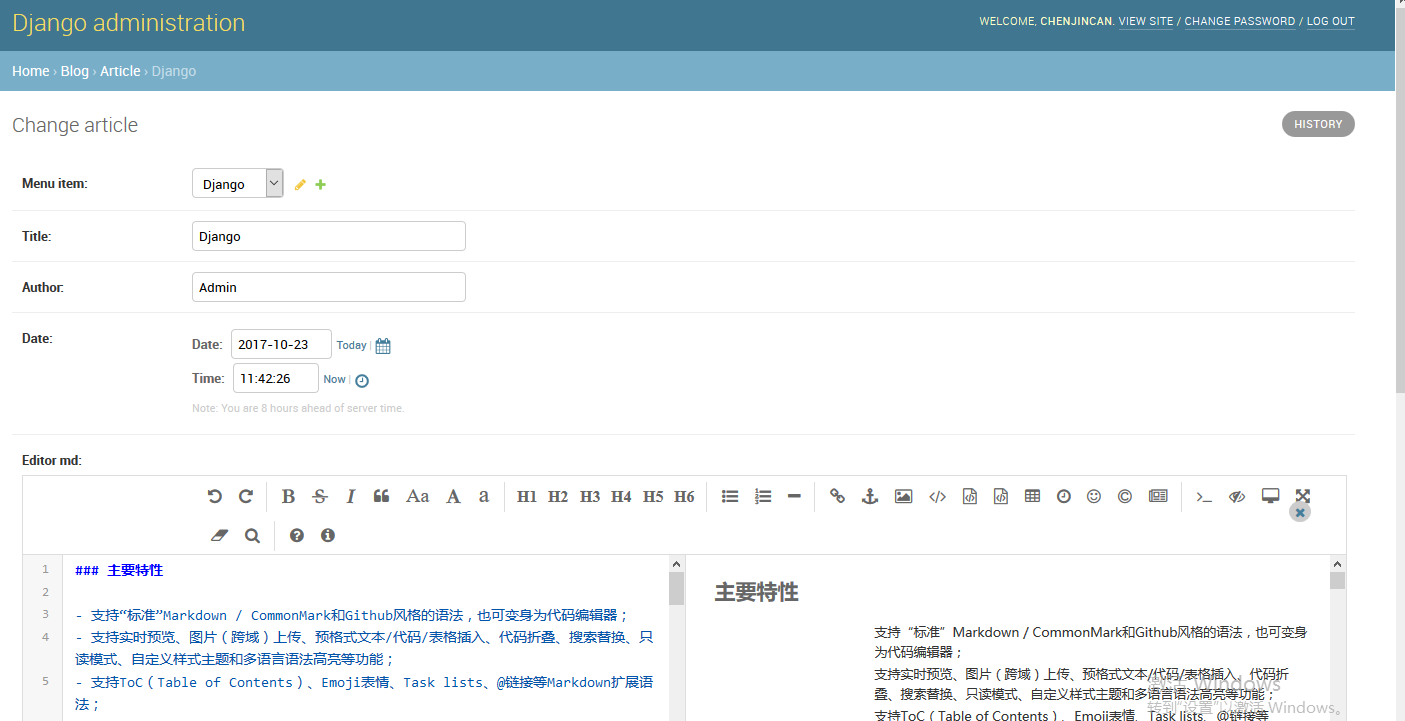 Django administration
WELCOME, CHENJINCAN. VIEW SITE / CHANGE PASSWORD / LOG OUT
Home › Blog › Article › Django
Change article
HISTORY
Menu item:
Django
Title:
Django
Author:
Admin
Date:
Date:
2017-10-23
Today
Time:
11:42:26
Now
Note: You are 8 hours ahead of server time.
Editor md:
B S I Aa A a H1 H2 H3 H4 H5 H6
1 ### 主要特性
2
3 - 支持“标准”Markdown / CommonMark和Github风格的语法，也可变身为代码编辑器；
4 - 支持实时预览、图片（跨域）上传、预格式文本/代码/表格插入、代码折叠、搜索替换、只
读模式、自定义样式主题和多语言语法高亮等功能；
5 - 支持ToC（Table of Contents）、Emoji表情、Task lists、@链接等Markdown扩展语
法；
主要特性
支持“标准”Markdown / CommonMark和Github风格的语法，也可变身
为代码编辑器；
支持实时预览、图片（跨域）上传、预格式文本/代码/表格插入、代码折
叠、搜索替换、只读模式、自定义样式主题和多语言语法高亮等功能；
支持ToC（Table of Contents）、Emoji表情、Task lists、@链接等
激活 Windows
转到“设置”以激活 Windows。